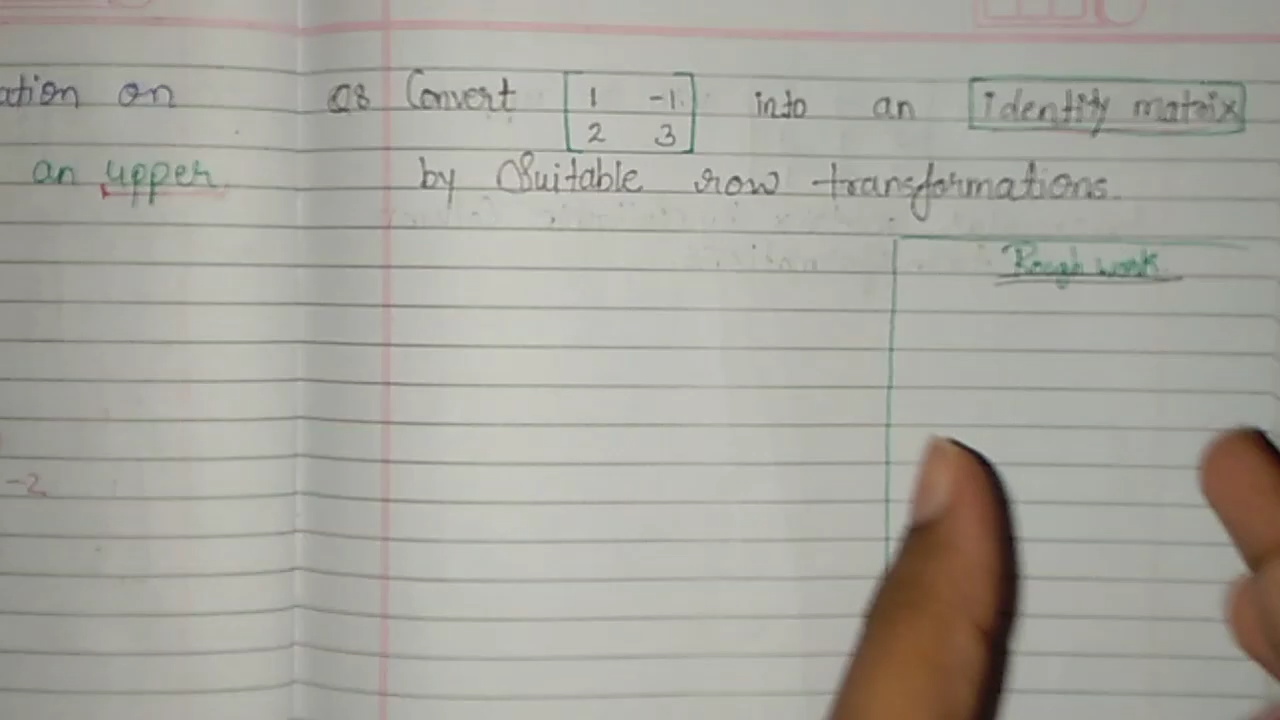 ation on
an upper
-2
Q8 Convert [1 -1] into an identity matrix
[2 3]
by Suitable row transformations.
Rough work